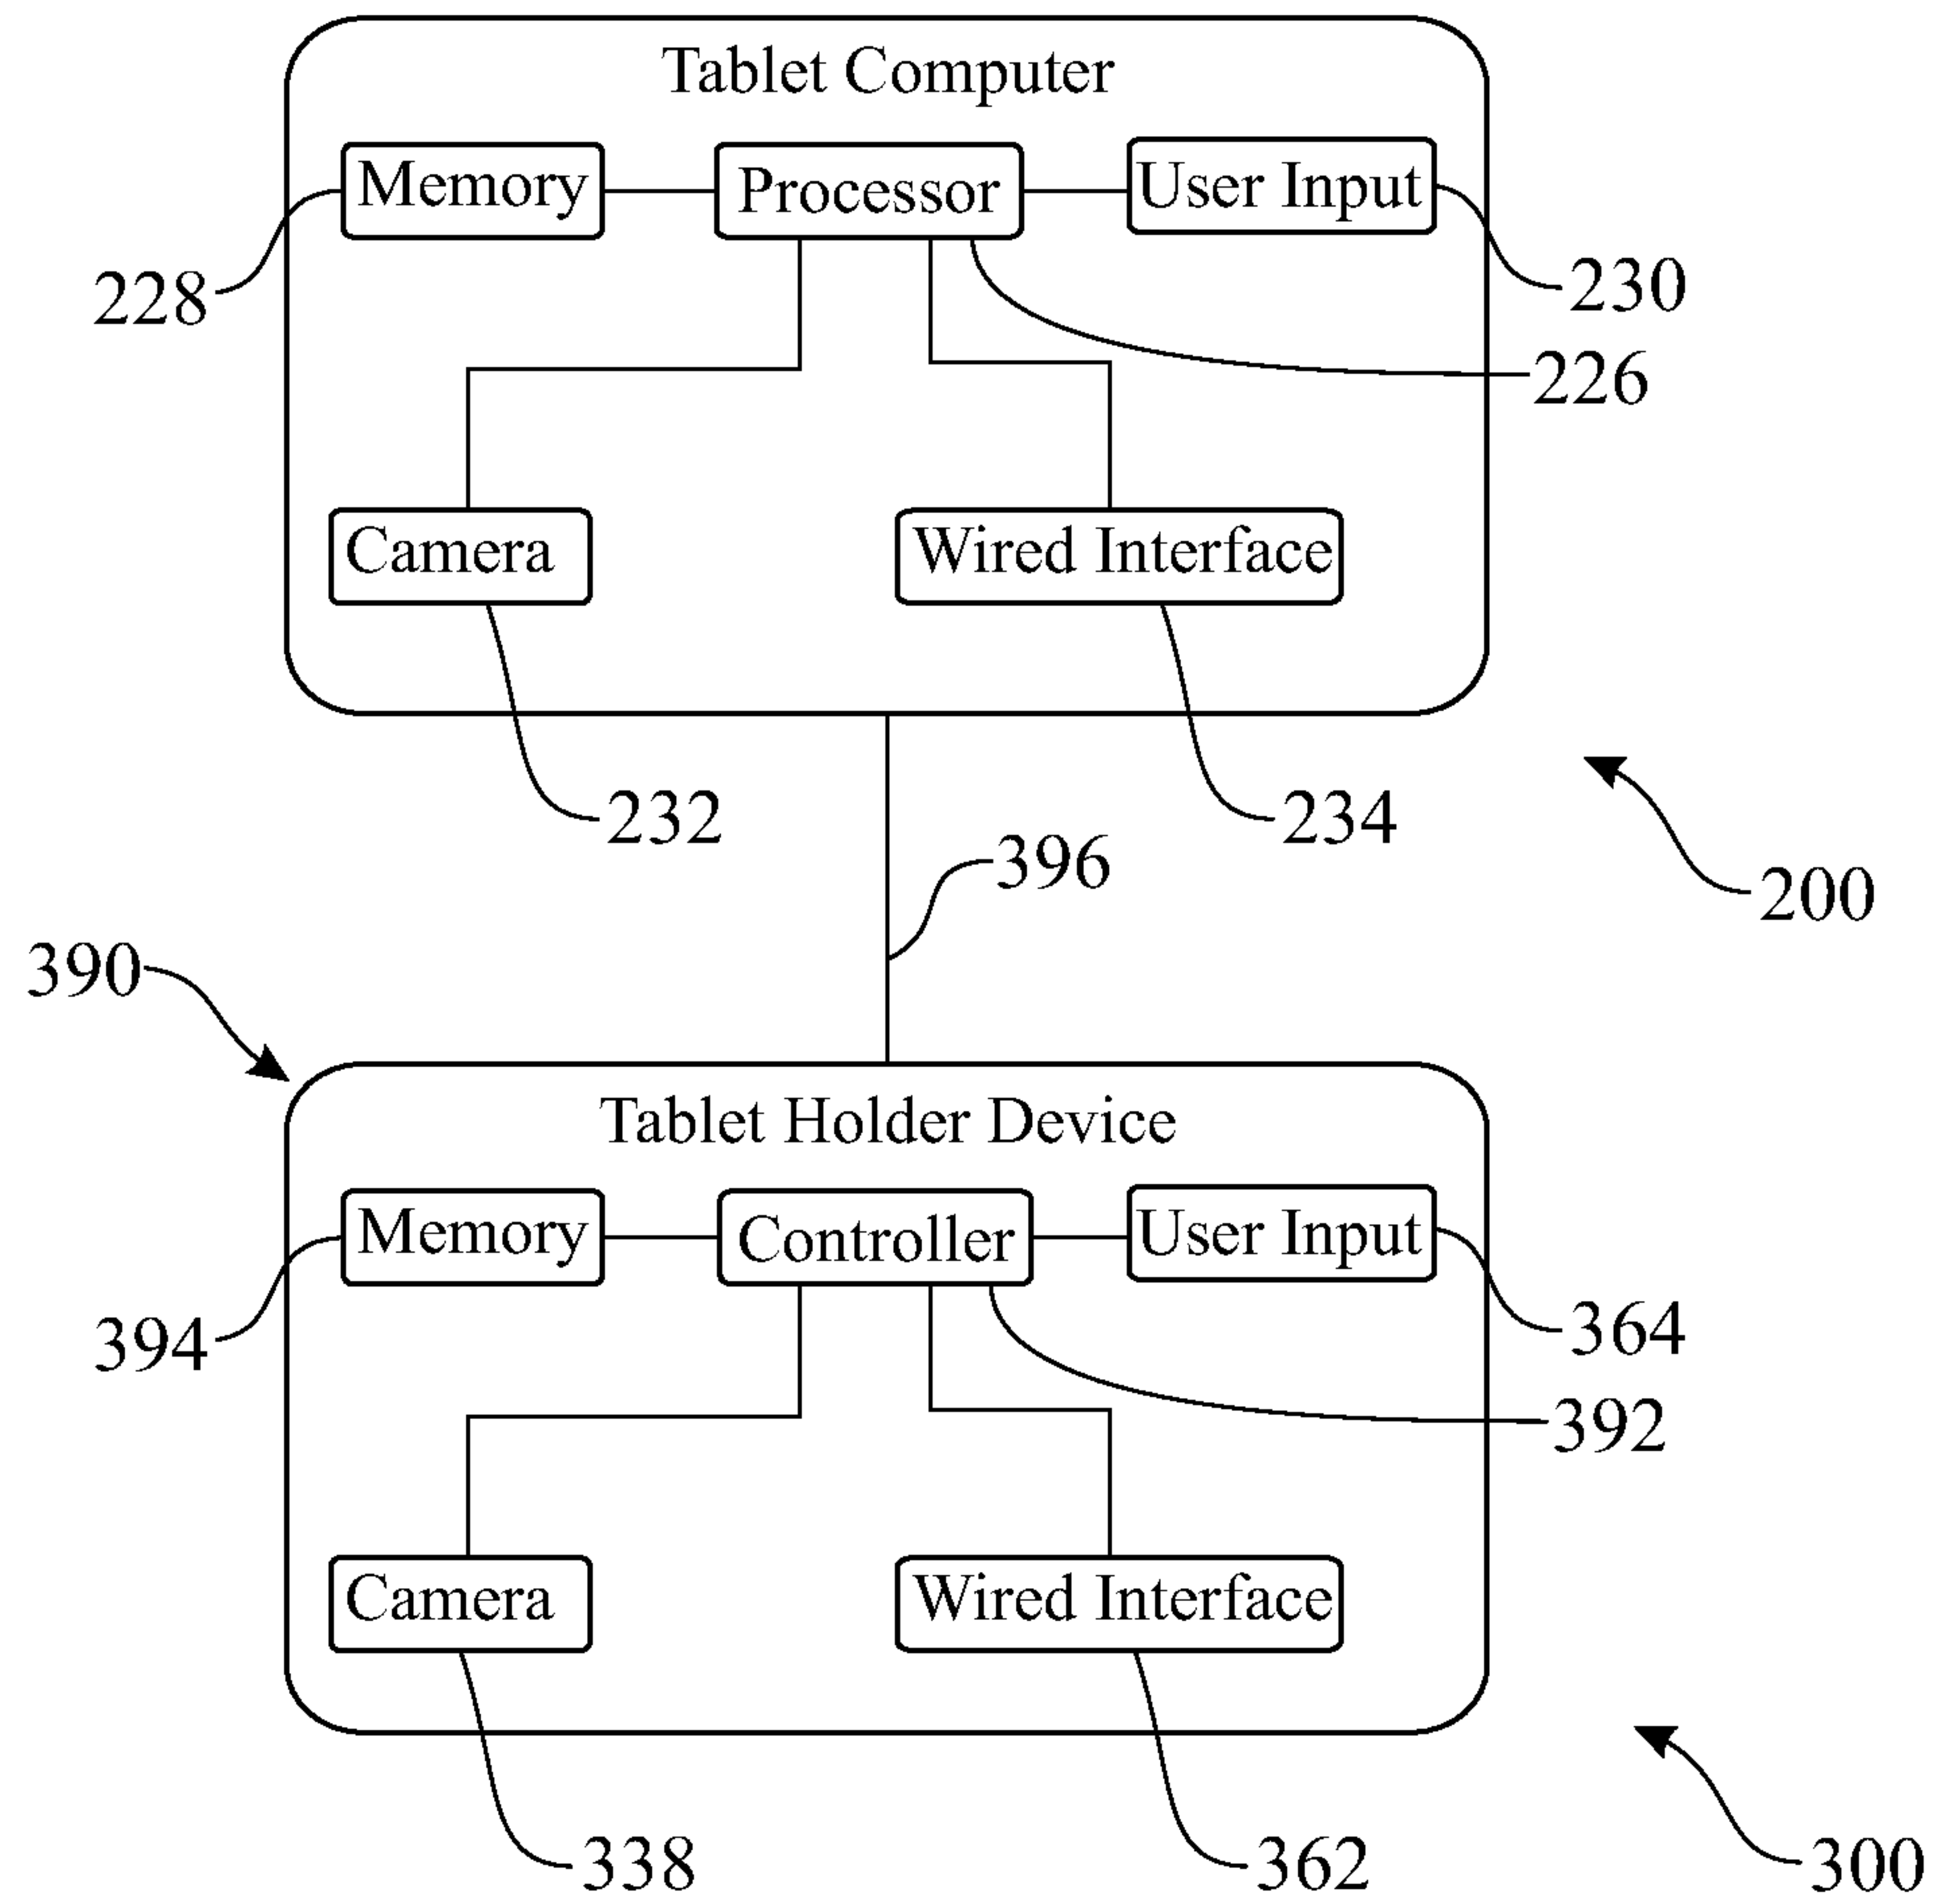 Tablet Computer
Memory
Processor
User Input
228
230
226
Camera
Wired Interface
232
234
396
200
390
Tablet Holder Device
Memory
Controller
User Input
394
364
392
Camera
Wired Interface
338
362
300